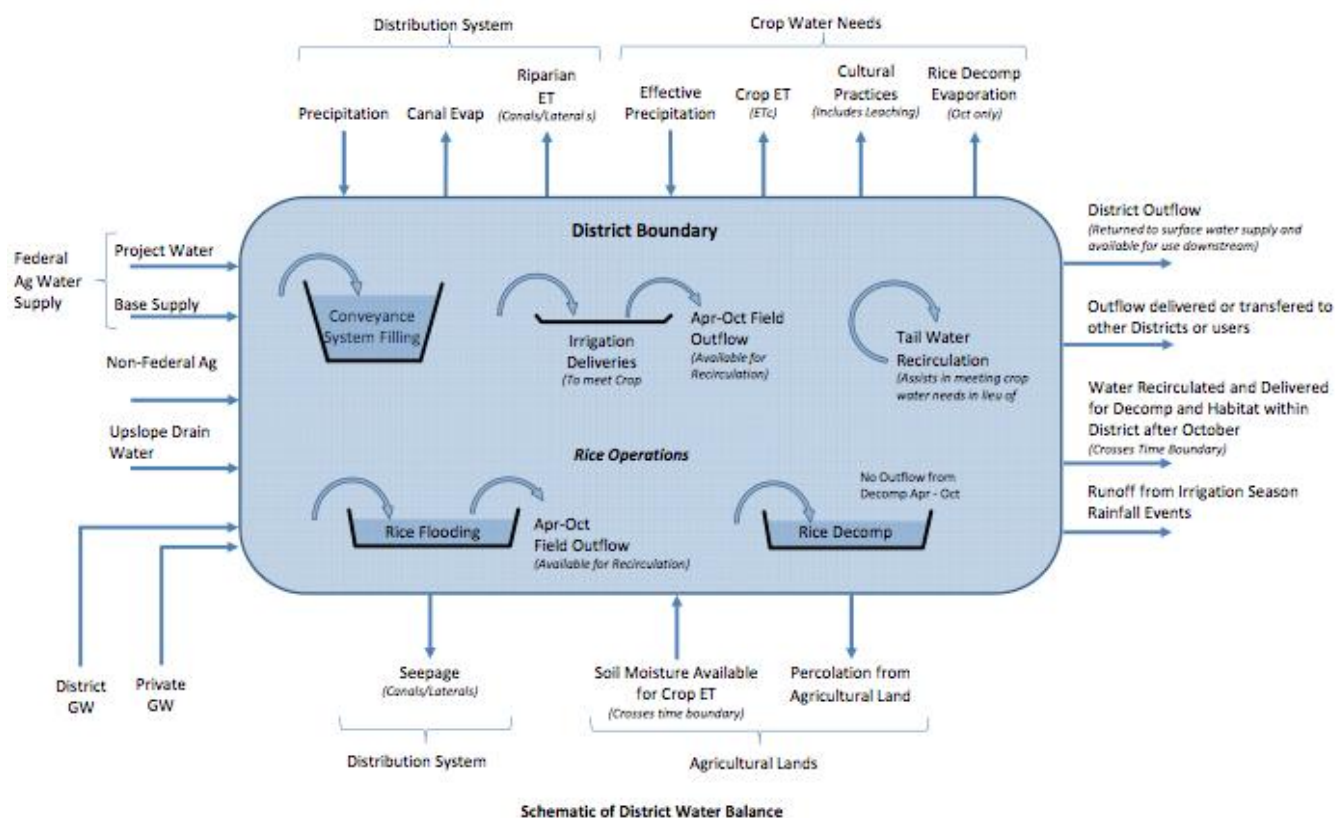 Distribution System
Crop Water Needs
Precipitation
Canal Evap
Riparian
ET
(Canals/Lateral s)
Effective
Precipitation
Crop ET
(ETc)
Cultural
Practices
(Includes Leaching)
Rice Decomp
Evaporation
(Oct only)
District Boundary
Federal
Ag Water
Supply
Project Water
Base Supply
Non-Federal Ag
Upslope Drain
Water
Conveyance
System Filling
Irrigation
Deliveries
(To meet Crop
Apr-Oct Field
Outflow
(Available for
Recirculation)
Tail Water
Recirculation
(Assists in meeting crop
water needs in lieu of
District Outflow
(Returned to surface water supply and
available for use downstream)
Outflow delivered or transfered to
other Districts or users
Water Recirculated and Delivered
for Decomp and Habitat within
District after October
(Crosses Time Boundary)
Runoff from Irrigation Season
Rainfall Events
Rice Operations
Rice Flooding
Apr-Oct
Field Outflow
(Available for Recirculation)
No Outflow from
Decomp Apr - Oct
Rice Decomp
District
GW
Private
GW
Seepage
(Canals/Laterals)
Distribution System
Soil Moisture Available
for Crop ET
(Crosses time boundary)
Percolation from
Agricultural Land
Agricultural Lands
Schematic of District Water Balance